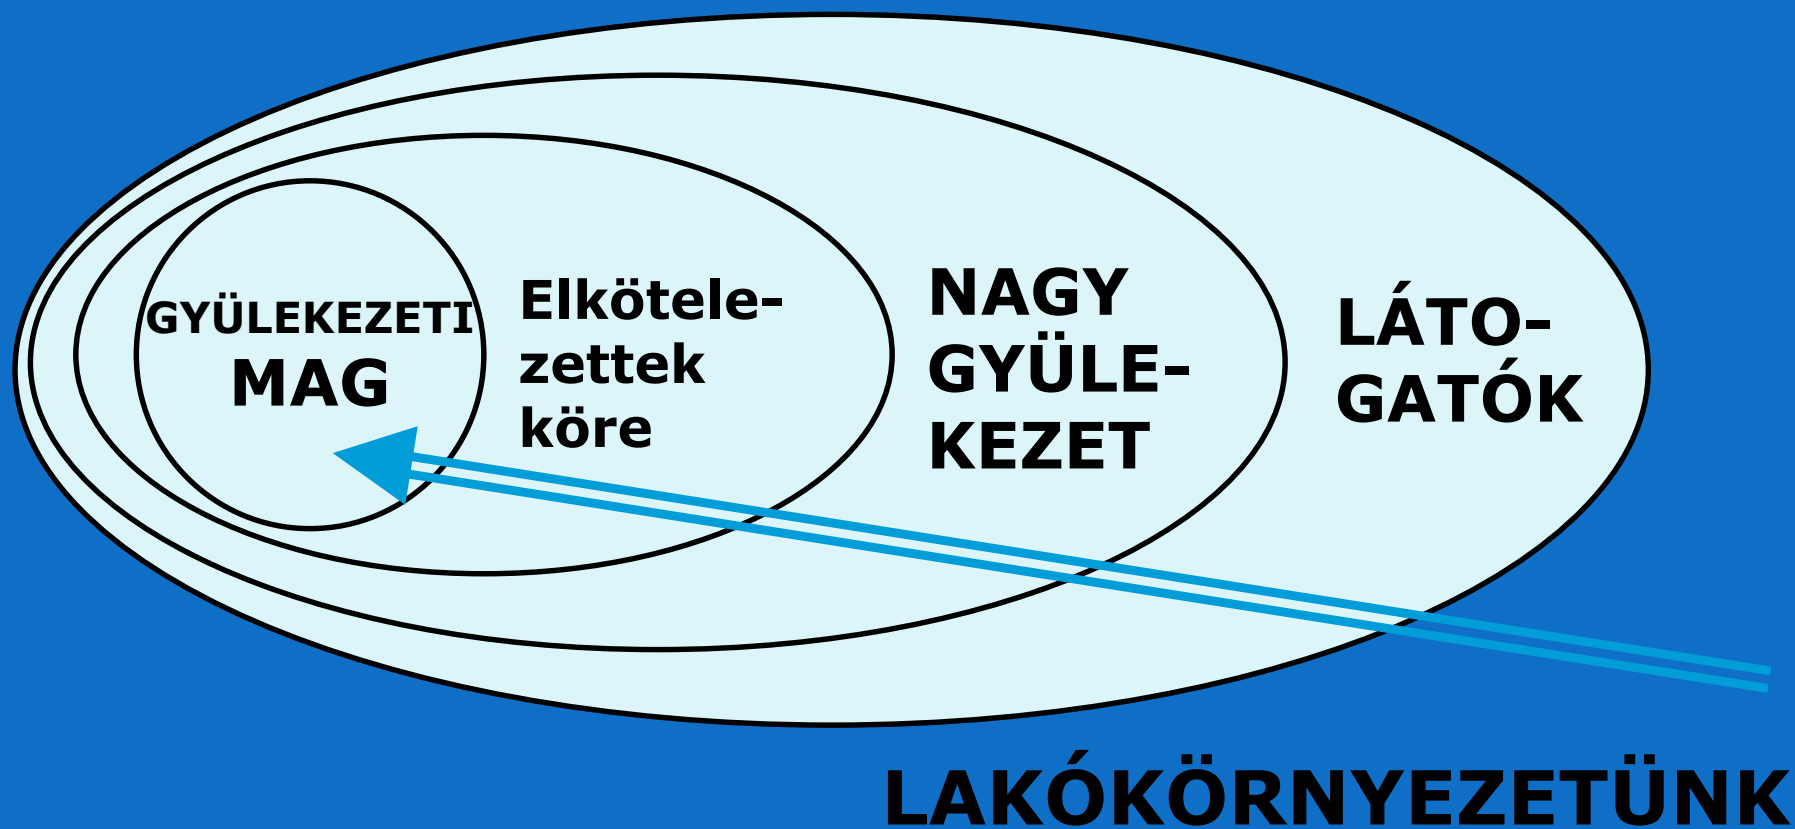 GYÜLEKEZETI
MAG
Elkötele-
zettek
köre
NAGY
GYÜLE-
KEZET
LÁTO-
GATÓK
LAKÓKÖRNYEZETÜNK